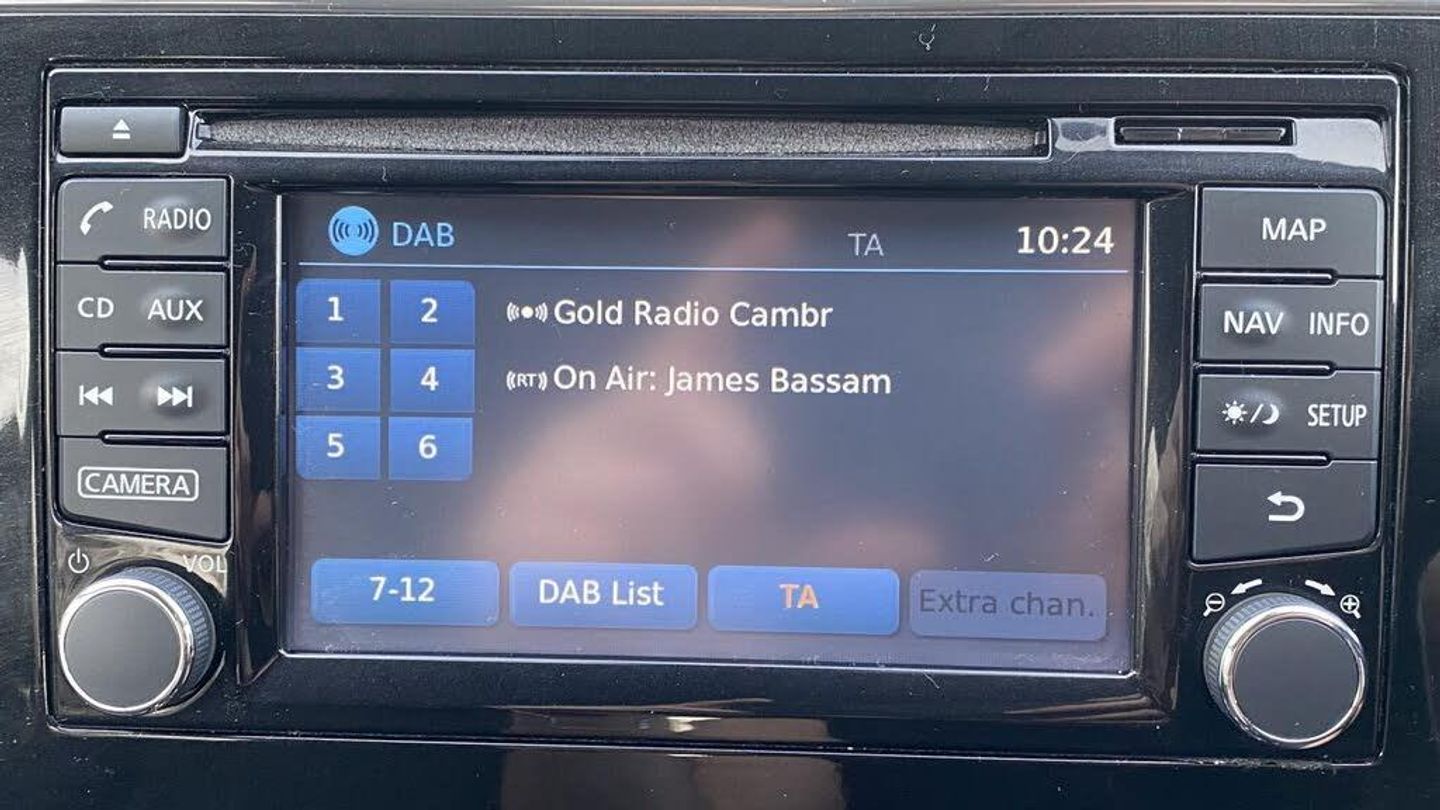 RADIO
CD AUX
CAMERA
VOL
DAB TA 10:24
1 2
3 4
5 6
Gold Radio Cambr
RT On Air: James Bassam
7-12 DAB List TA Extra chan.
MAP
NAV INFO
SETUP